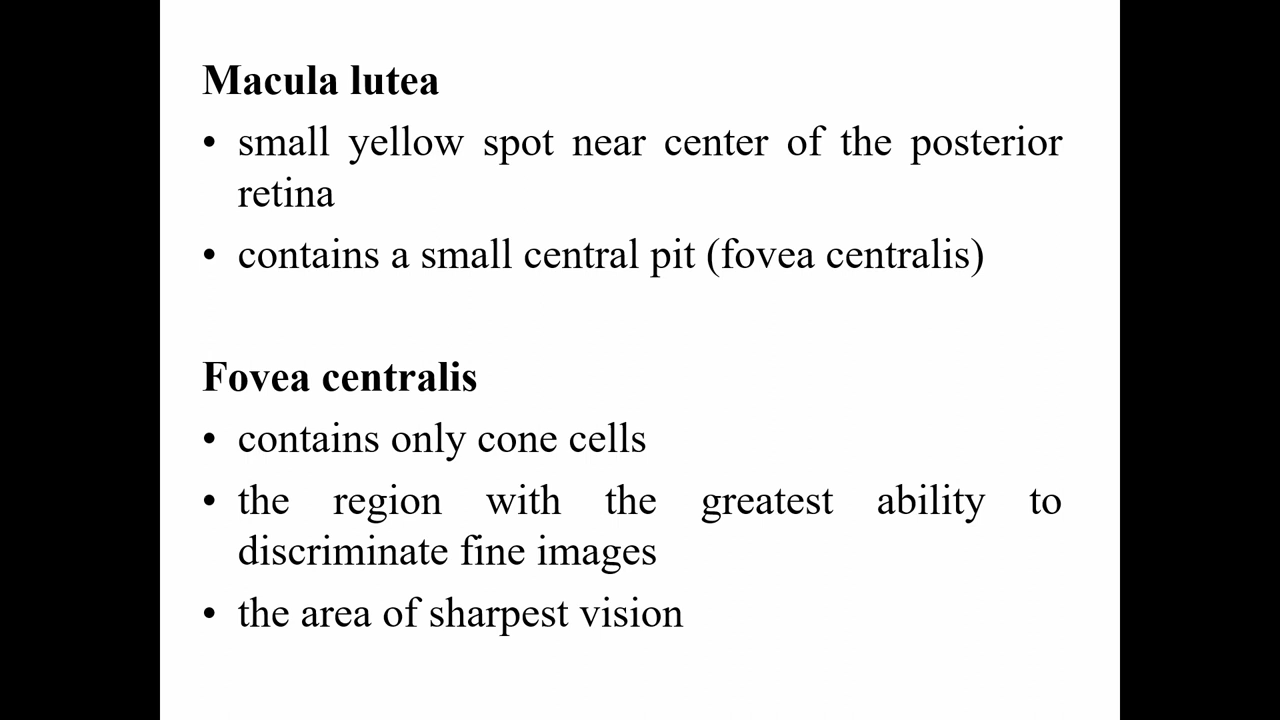 Macula lutea
• small yellow spot near center of the posterior
retina
• contains a small central pit (fovea centralis)
Fovea centralis
• contains only cone cells
• the region with the greatest ability to
discriminate fine images
• the area of sharpest vision